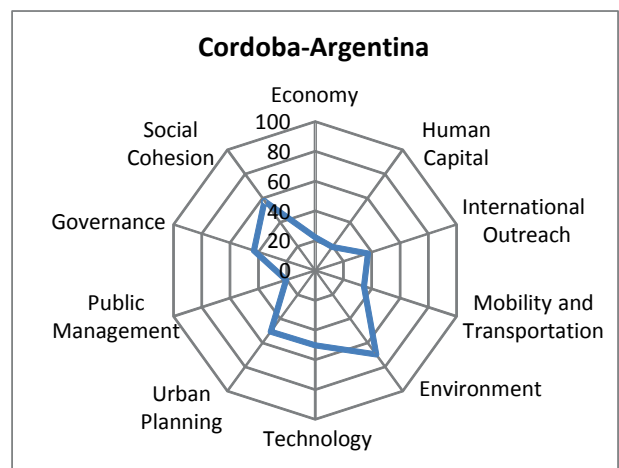 Cordoba-Argentina
Economy
Human
Capital
International
Outreach
Mobility and
Transportation
Environment
Technology
Urban
Planning
Public
Management
Governance
Social
Cohesion
100
80
60
40
20
0